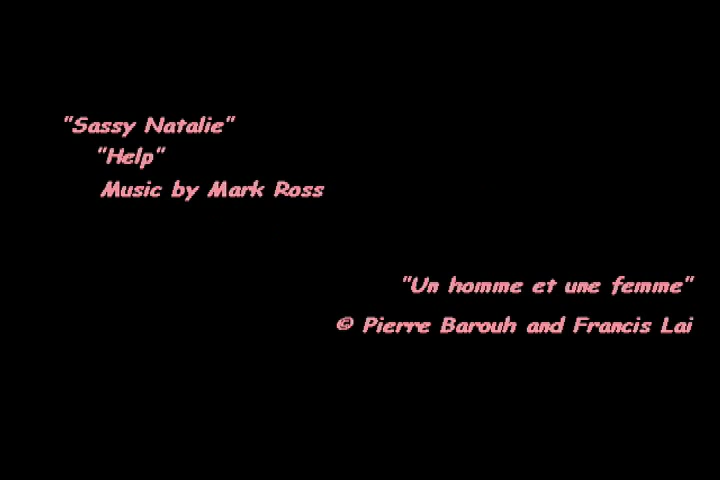 "Sassy Natalie"
"Help"
Music by Mark Ross
"Un homme et une femme"
© Pierre Barouh and Francis Lai